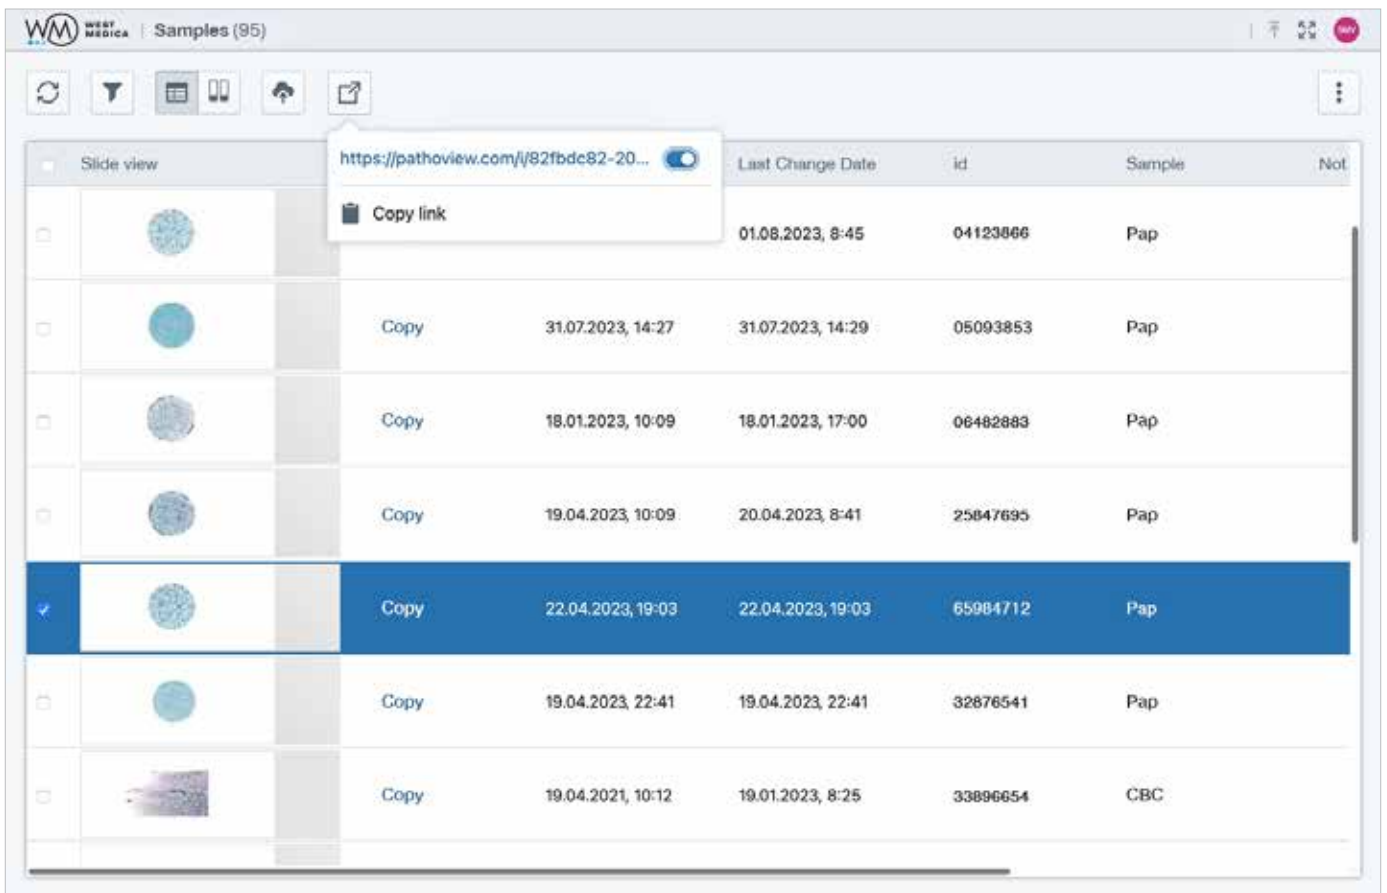 WM WEST MEDICA | Samples (95) SMV
https://pathoview.com/i/82fbdc82-20...
Copy link
Slide view Last Change Date id Sample Not
01.08.2023, 8:45 04123866 Pap
Copy 31.07.2023, 14:27 31.07.2023, 14:29 05093853 Pap
Copy 18.01.2023, 10:09 18.01.2023, 17:00 06482883 Pap
Copy 19.04.2023, 10:09 20.04.2023, 8:41 25847695 Pap
Copy 22.04.2023, 19:03 22.04.2023, 19:03 65984712 Pap
Copy 19.04.2023, 22:41 19.04.2023, 22:41 32876541 Pap
Copy 19.04.2021, 10:12 19.01.2023, 8:25 33896654 CBC